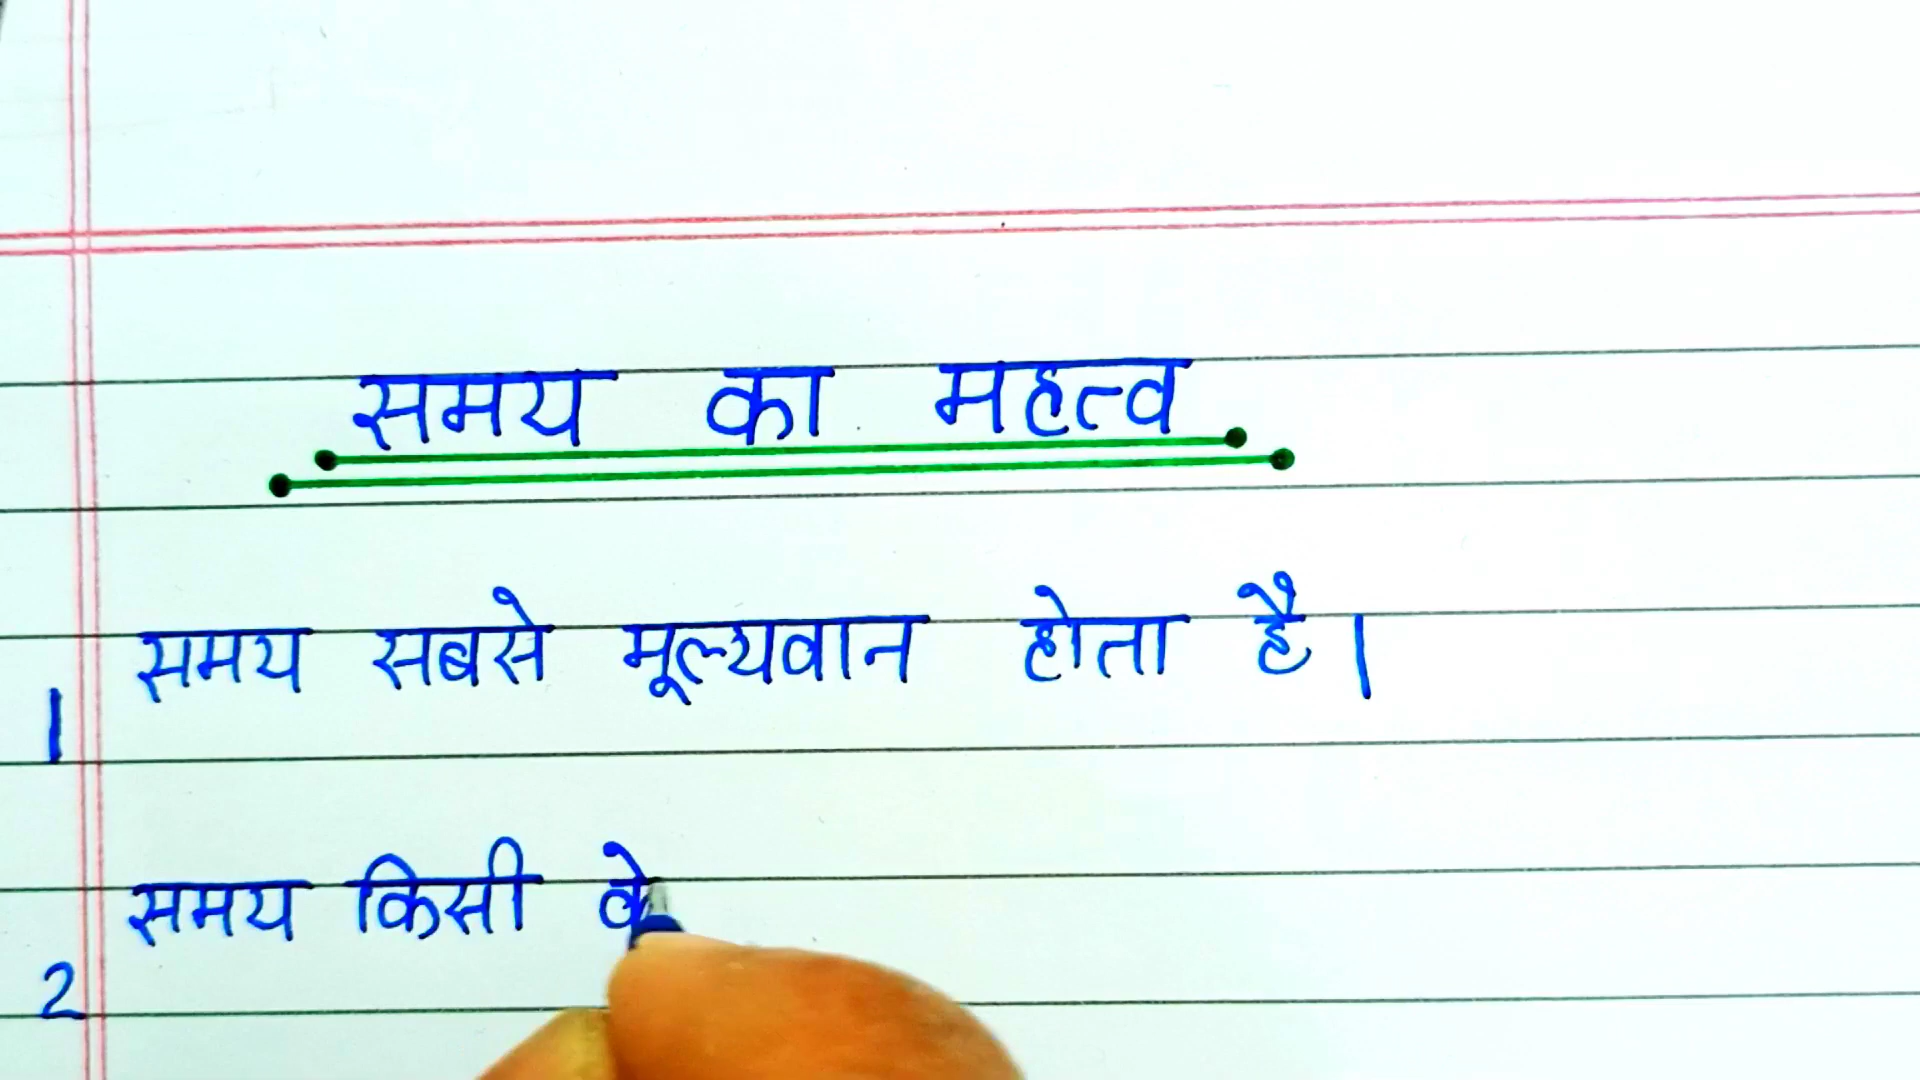 समय का महत्व
1 समय सबसे मूल्यवान होता है।
2 समय किसी के